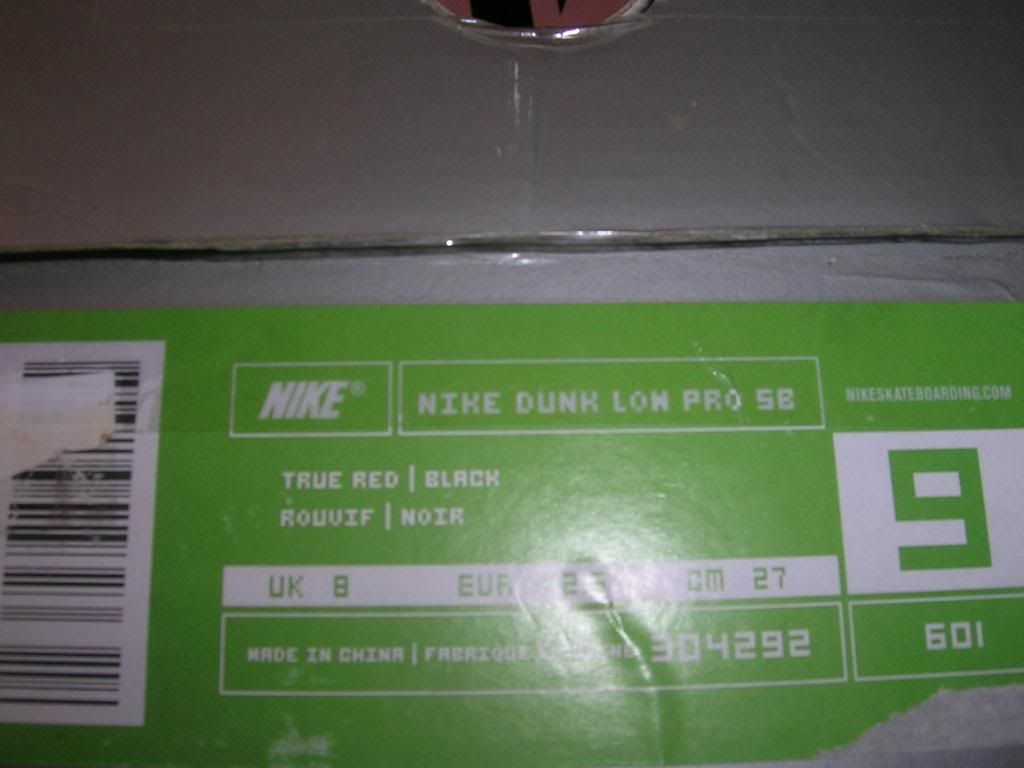 NIKE®
NIKE DUNK LOW PRO SB
NIKESKATEBOARDING.COM
TRUE RED | BLACK
ROUVIF | NOIR
9
UK 8 EUR CM 27
MADE IN CHINA | FABRIQUE 304292
601